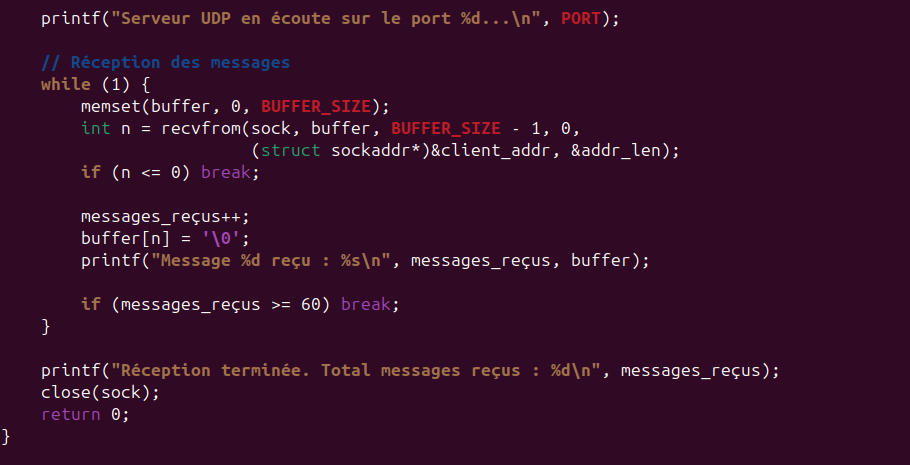 printf("Serveur UDP en écoute sur le port %d...\n", PORT);
// Réception des messages
while (1) {
memset(buffer, 0, BUFFER_SIZE);
int n = recvfrom(sock, buffer, BUFFER_SIZE - 1, 0,
(struct sockaddr*)&client_addr, &addr_len);
if (n <= 0) break;
messages_reçus++;
buffer[n] = '\0';
printf("Message %d reçu : %s\n", messages_reçus, buffer);
if (messages_reçus >= 60) break;
}
printf("Réception terminée. Total messages reçus : %d\n", messages_reçus);
close(sock);
return 0;
}